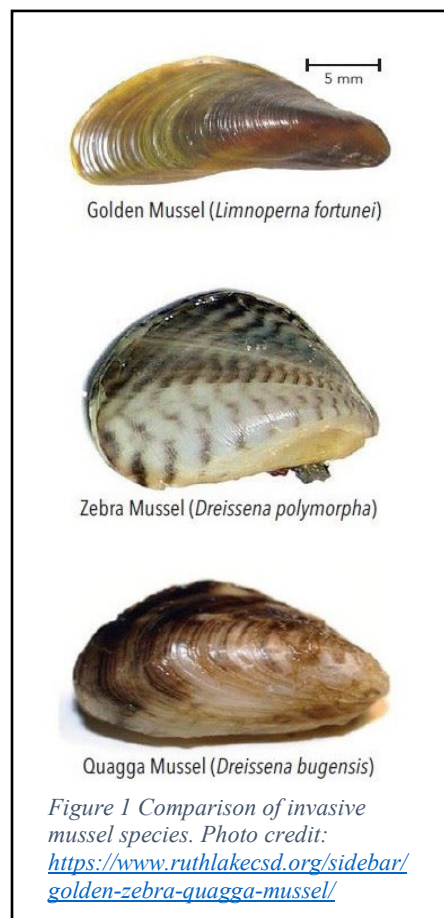 5 mm
Golden Mussel (Limnoperna fortunei)
Zebra Mussel (Dreissena polymorpha)
Quagga Mussel (Dreissena bugensis)
Figure 1 Comparison of invasive
mussel species. Photo credit:
https://www.ruthlakecsd.org/sidebar/
golden-zebra-quagga-mussel/